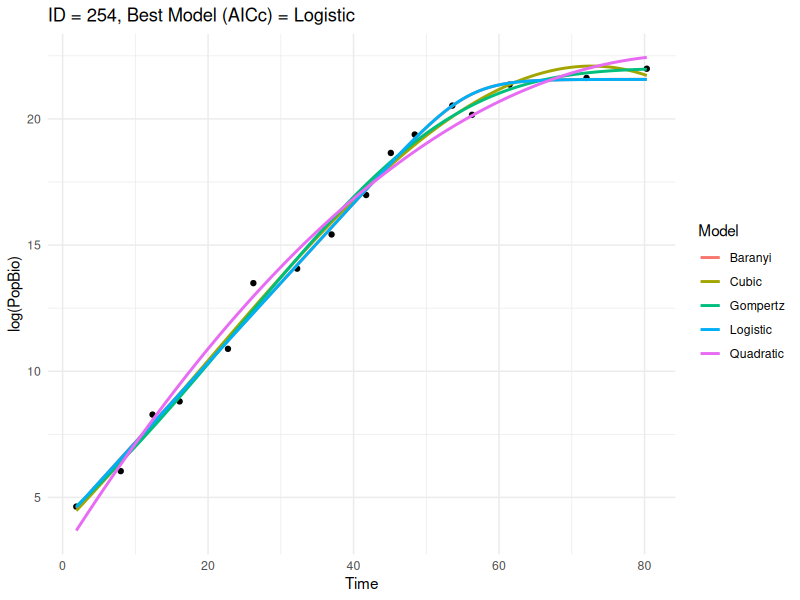 ID = 254, Best Model (AICc) = Logistic
log(PopBio)
20
15
10
5
0
20
40
60
80
Time
Model
Baranyi
Cubic
Gompertz
Logistic
Quadratic